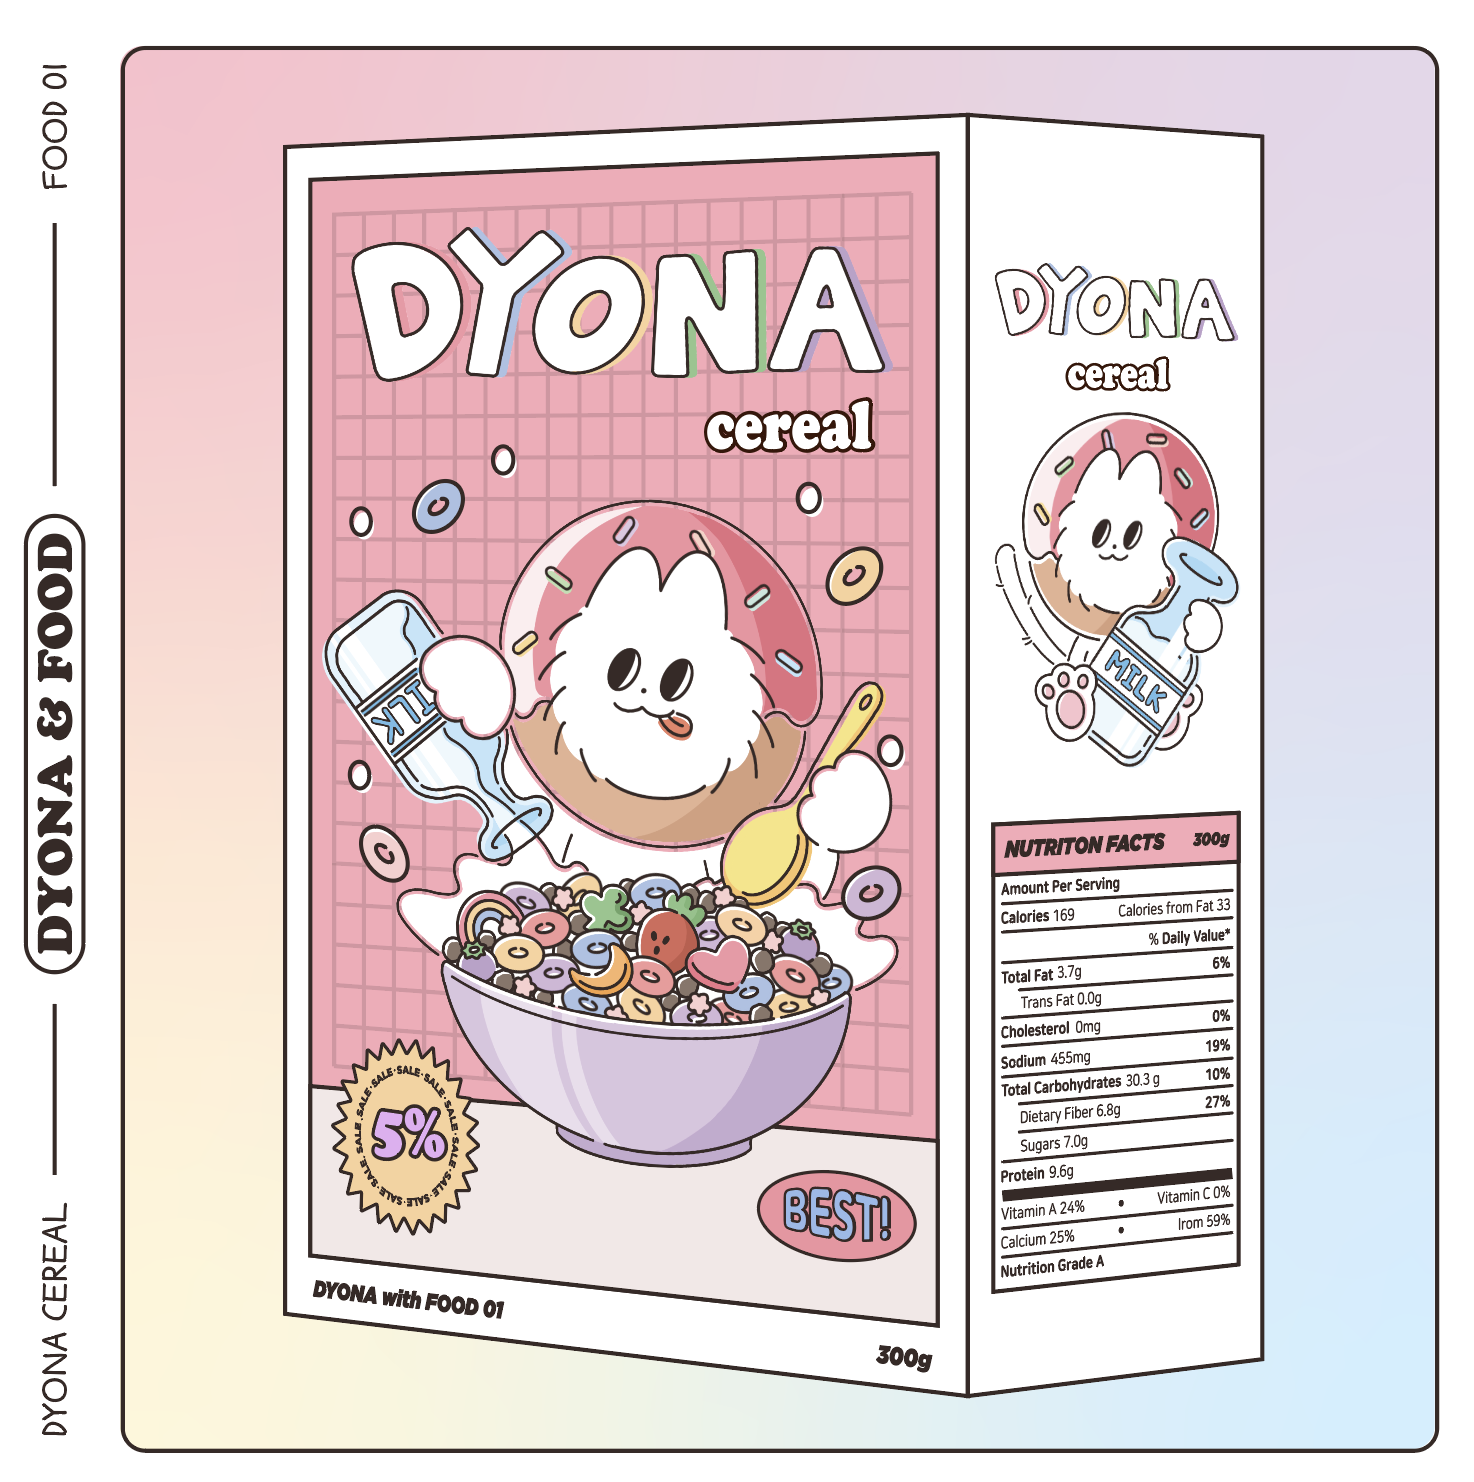 FOOD 01
DYONA & FOOD
DYONA CEREAL
DYONA
cereal
ILK
SALE · SALE · SALE · SALE · SALE · SALE · SALE · SALE · SALE · SALE · SALE
5%
BEST!
DYONA with FOOD 01
300g
DYONA
cereal
MILK
NUTRITON FACTS 300g
Amount Per Serving
Calories 169 Calories from Fat 33
% Daily Value*
Total Fat 3.7g 6%
Trans Fat 0.0g
Cholesterol 0mg 0%
Sodium 455mg 19%
Total Carbohydrates 30.3 g 10%
Dietary Fiber 6.8g 27%
Sugars 7.0g
Protein 9.6g
Vitamin A 24% • Vitamin C 0%
Calcium 25% • Irom 59%
Nutrition Grade A